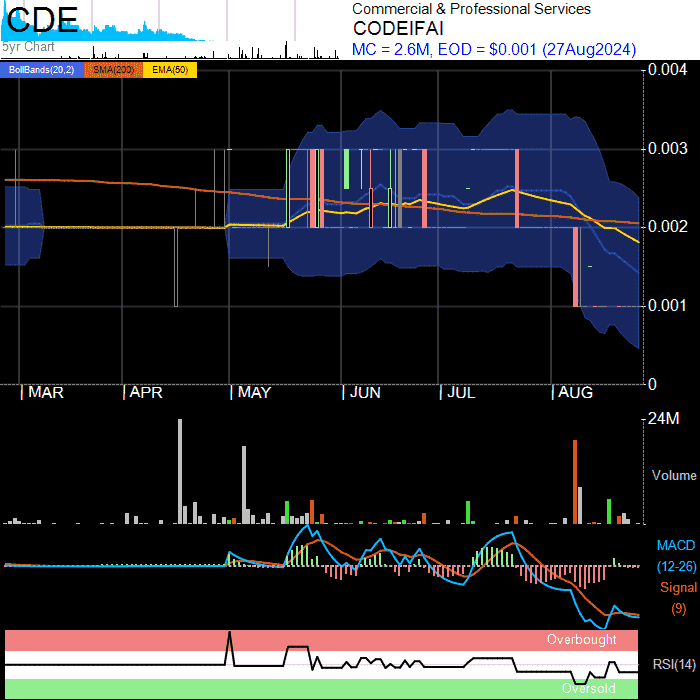 CDE
5yr Chart
Commercial & Professional Services
CODEIFAI
MC = 2.6M, EOD = $0.001 (27Aug2024)
BollBands(20,2) SMA(200) EMA(50)
0.004
0.003
0.002
0.001
0
MAR APR MAY JUN JUL AUG
24M
Volume
MACD
(12-26)
Signal
(9)
Overbought
RSI(14)
Oversold